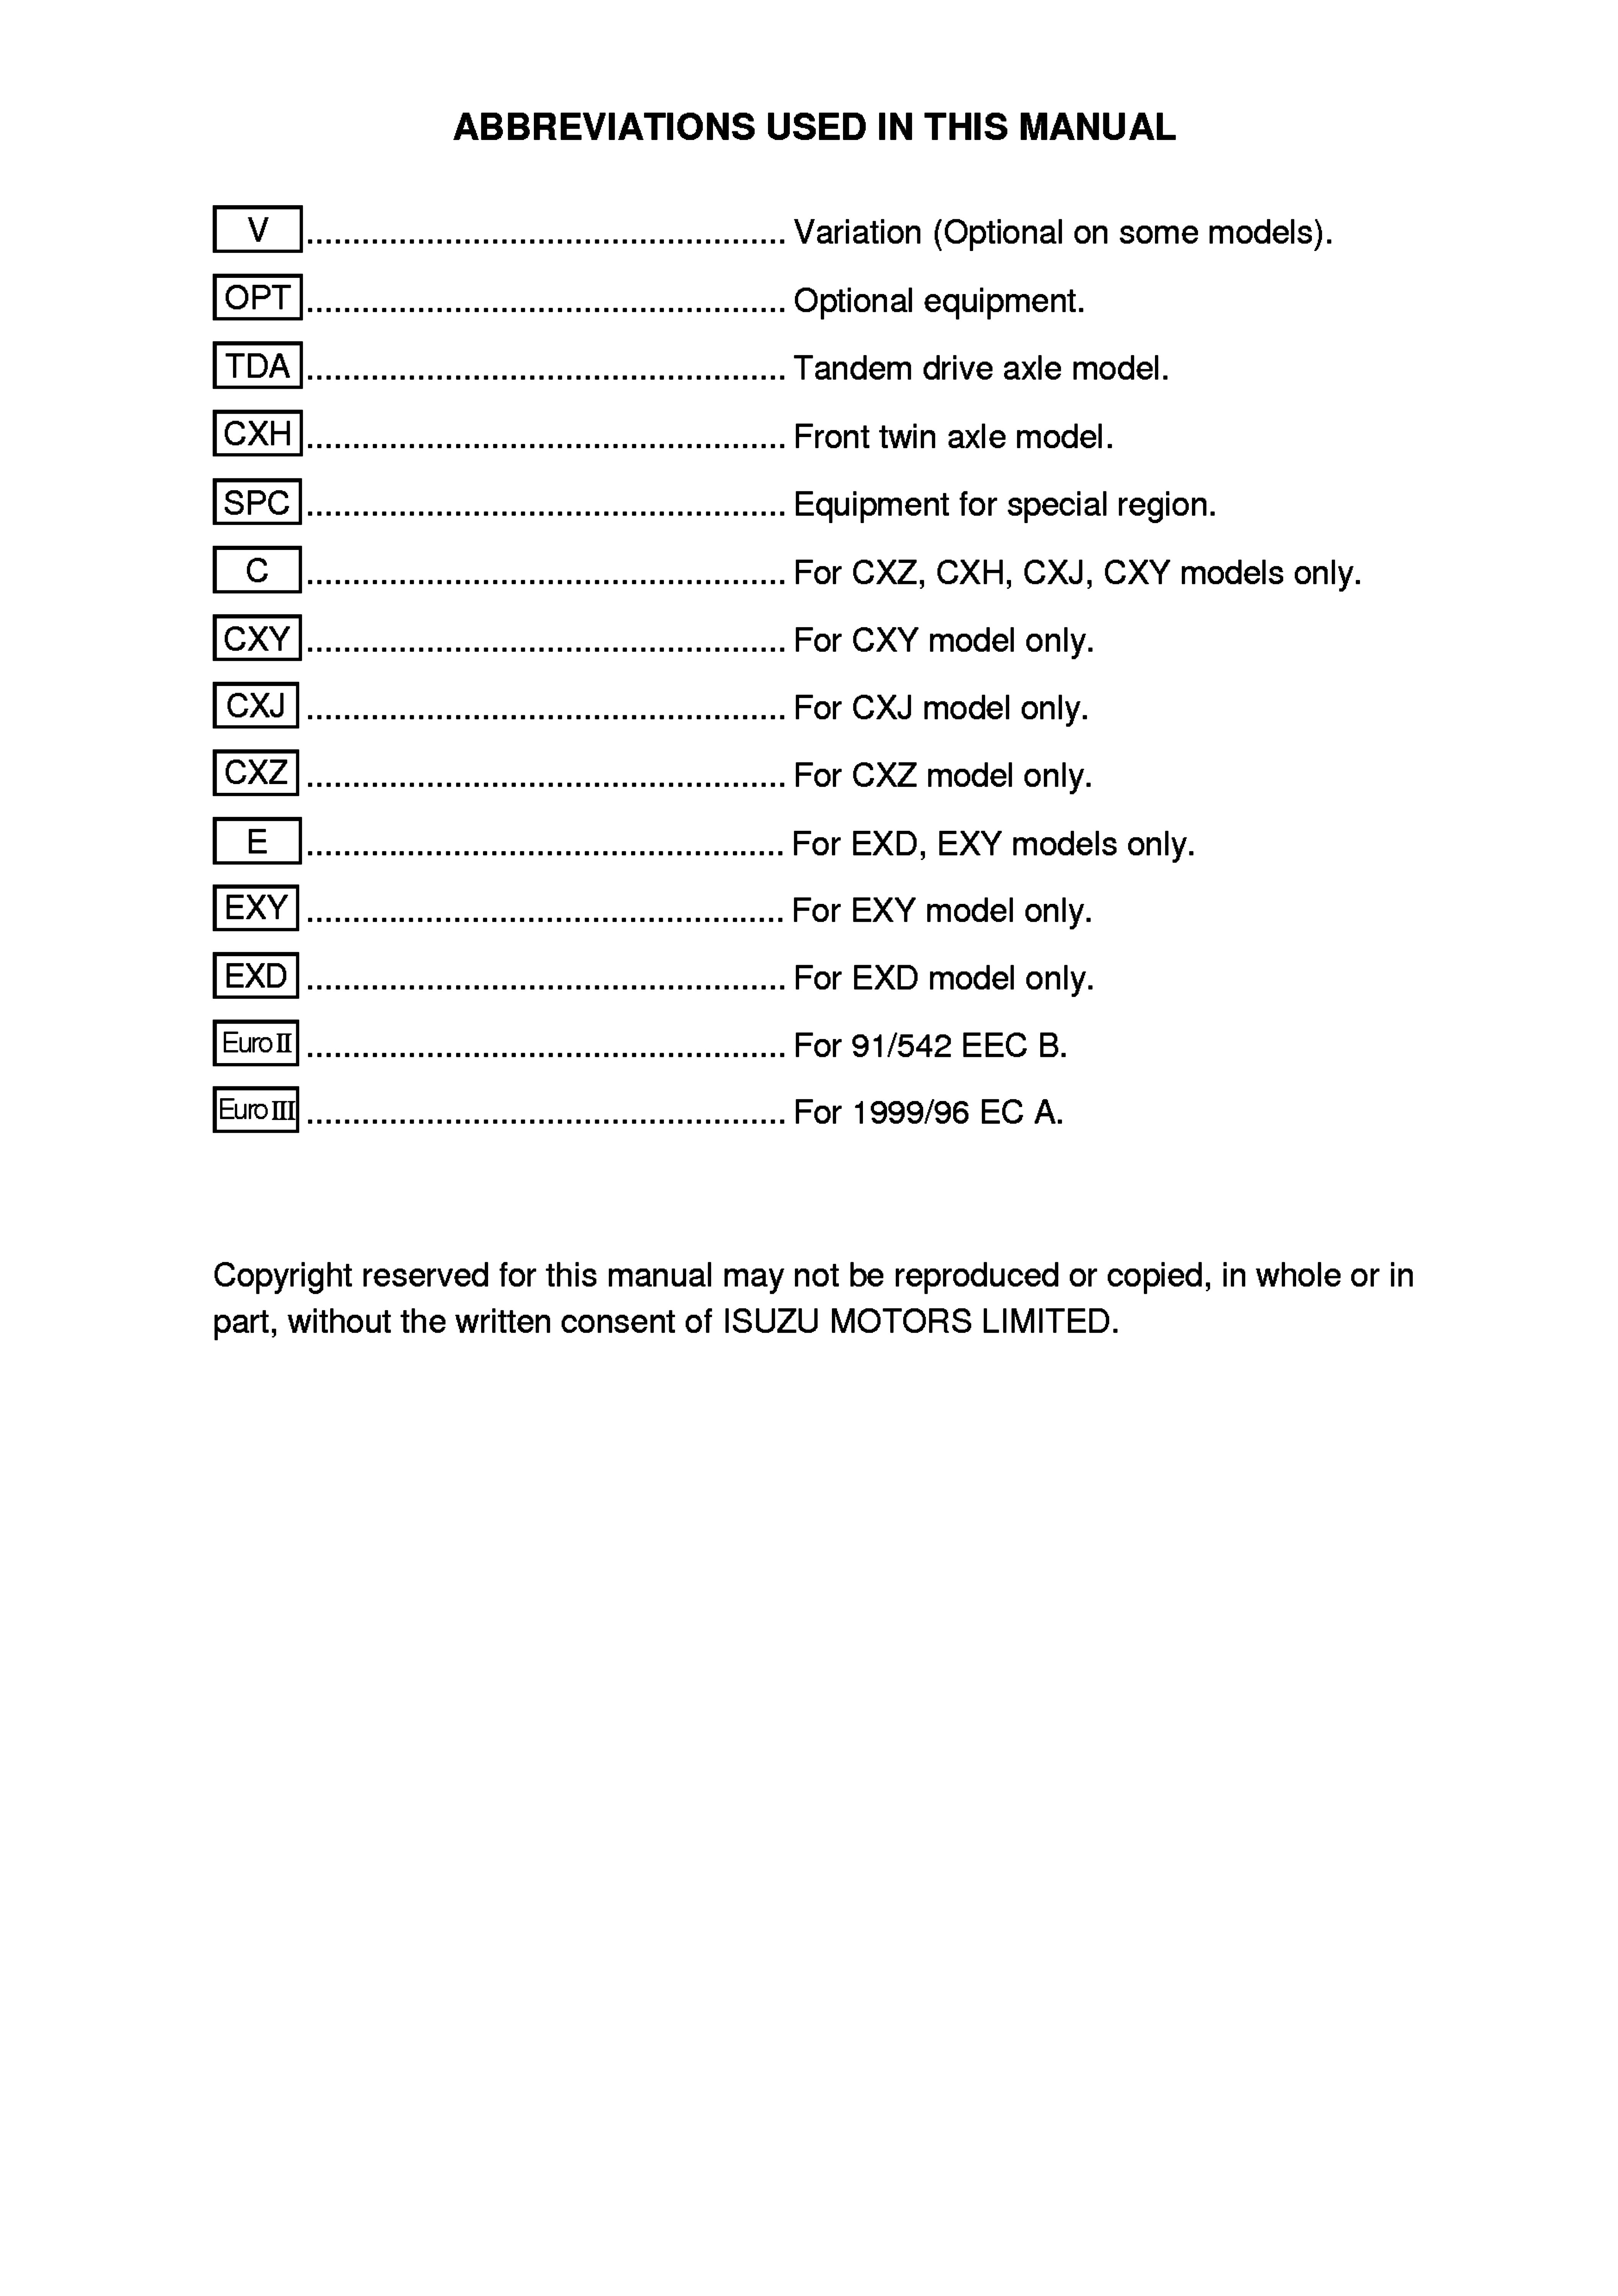 ABBREVIATIONS USED IN THIS MANUAL
V .................................................... Variation (Optional on some models).
OPT .................................................... Optional equipment.
TDA .................................................... Tandem drive axle model.
CXH .................................................... Front twin axle model.
SPC .................................................... Equipment for special region.
C .................................................... For CXZ, CXH, CXJ, CXY models only.
CXY .................................................... For CXY model only.
CXJ .................................................... For CXJ model only.
CXZ .................................................... For CXZ model only.
E .................................................... For EXD, EXY models only.
EXY .................................................... For EXY model only.
EXD .................................................... For EXD model only.
Euro II .................................................... For 91/542 EEC B.
Euro III .................................................... For 1999/96 EC A.
Copyright reserved for this manual may not be reproduced or copied, in whole or in
part, without the written consent of ISUZU MOTORS LIMITED.